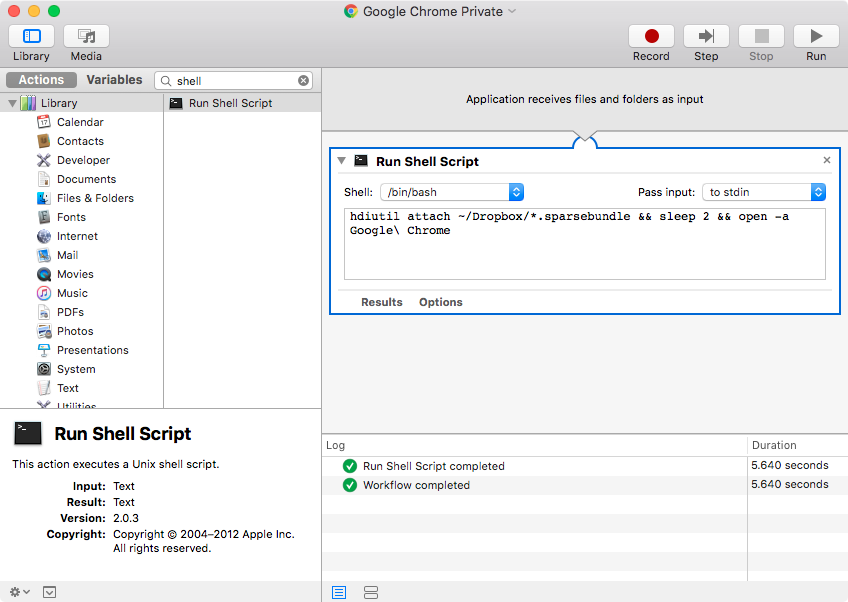 Google Chrome Private
Library
Media
Record
Step
Stop
Run
Actions
Variables
shell
Library
Calendar
Contacts
Developer
Documents
Files & Folders
Fonts
Internet
Mail
Movies
Music
PDFs
Photos
Presentations
System
Text
Utilities
Run Shell Script
Run Shell Script
This action executes a Unix shell script.
Input: Text
Result: Text
Version: 2.0.3
Copyright: Copyright © 2004–2012 Apple Inc.
All rights reserved.
Application receives files and folders as input
Run Shell Script
Shell: /bin/bash
Pass input: to stdin
hdiutil attach ~/Dropbox/*.sparsebundle && sleep 2 && open -a
Google\ Chrome
Results Options
Log Duration
Run Shell Script completed 5.640 seconds
Workflow completed 5.640 seconds